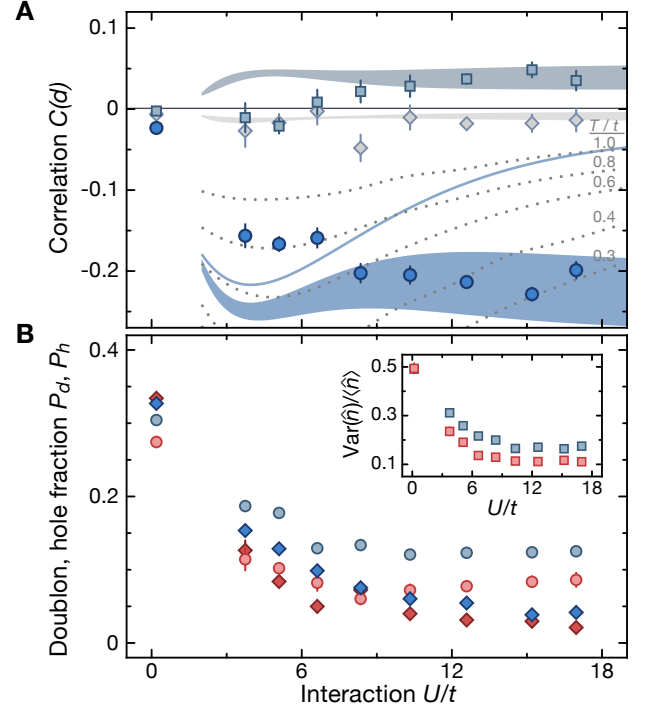 A
Correlation C(d)
0.1
0
-0.1
-0.2
T / t
1.0
0.8
0.6
0.4
0.3
B
Doublon, hole fraction P_d, P_h
0.4
0.2
0
Var(n̂)/⟨n̂⟩
0.5
0.3
0.1
0 6 12 18
U/t
0 6 12 18
Interaction U/t